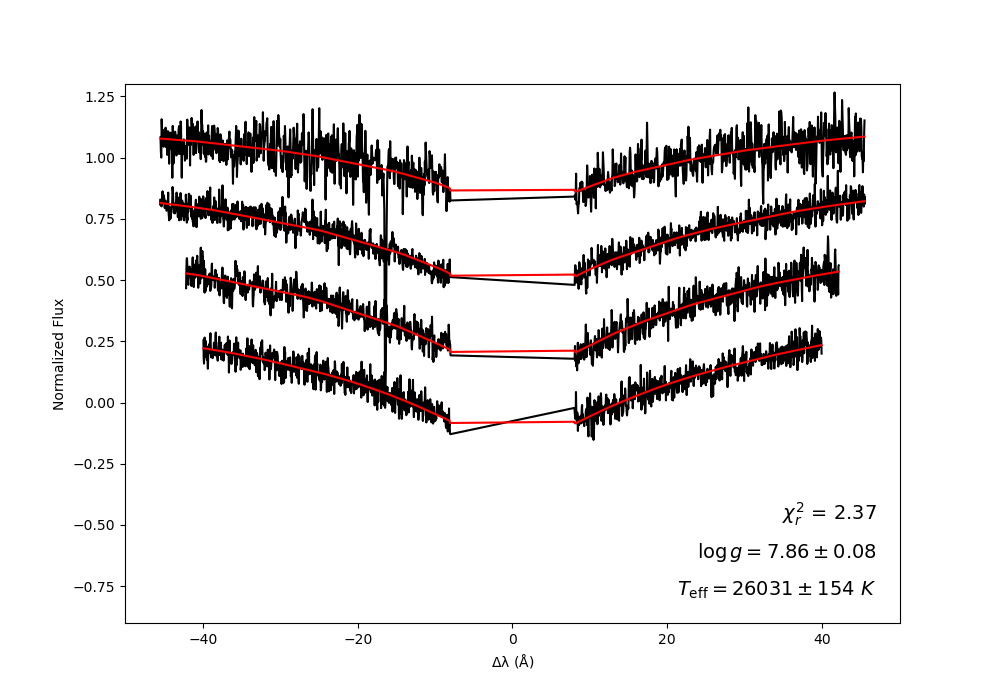 1.25
1.00
0.75
0.50
0.25
0.00
−0.25
−0.50
−0.75
Normalized Flux
χ²ᵣ = 2.37
log g = 7.86 ± 0.08
T_eff = 26031 ± 154 K
−40
−20
0
20
40
Δλ (Å)